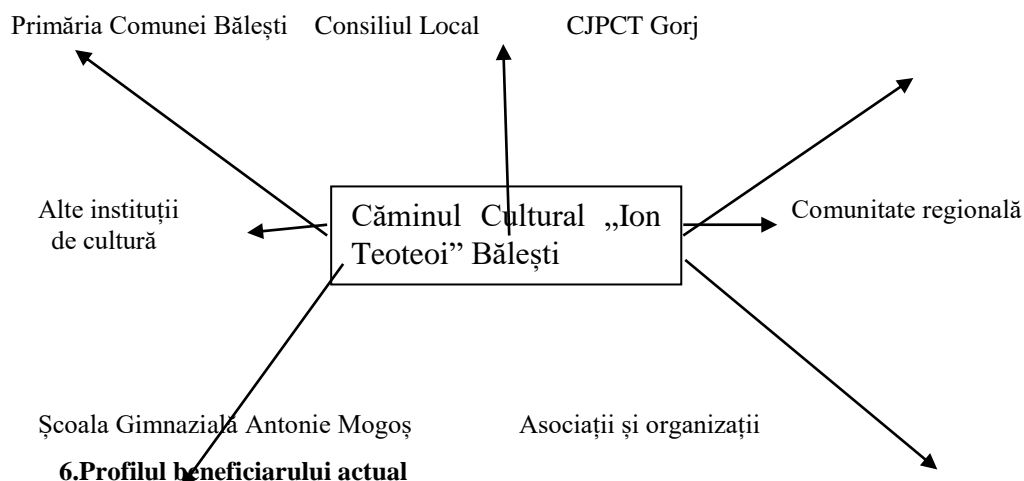 Primăria Comunei Bălești Consiliul Local CJPCT Gorj
Alte instituții
de cultură
Căminul Cultural „Ion
Teoteoi” Bălești
Comunitate regională
Școala Gimnazială Antonie Mogoș Asociații și organizații
6.Profilul beneficiarului actual